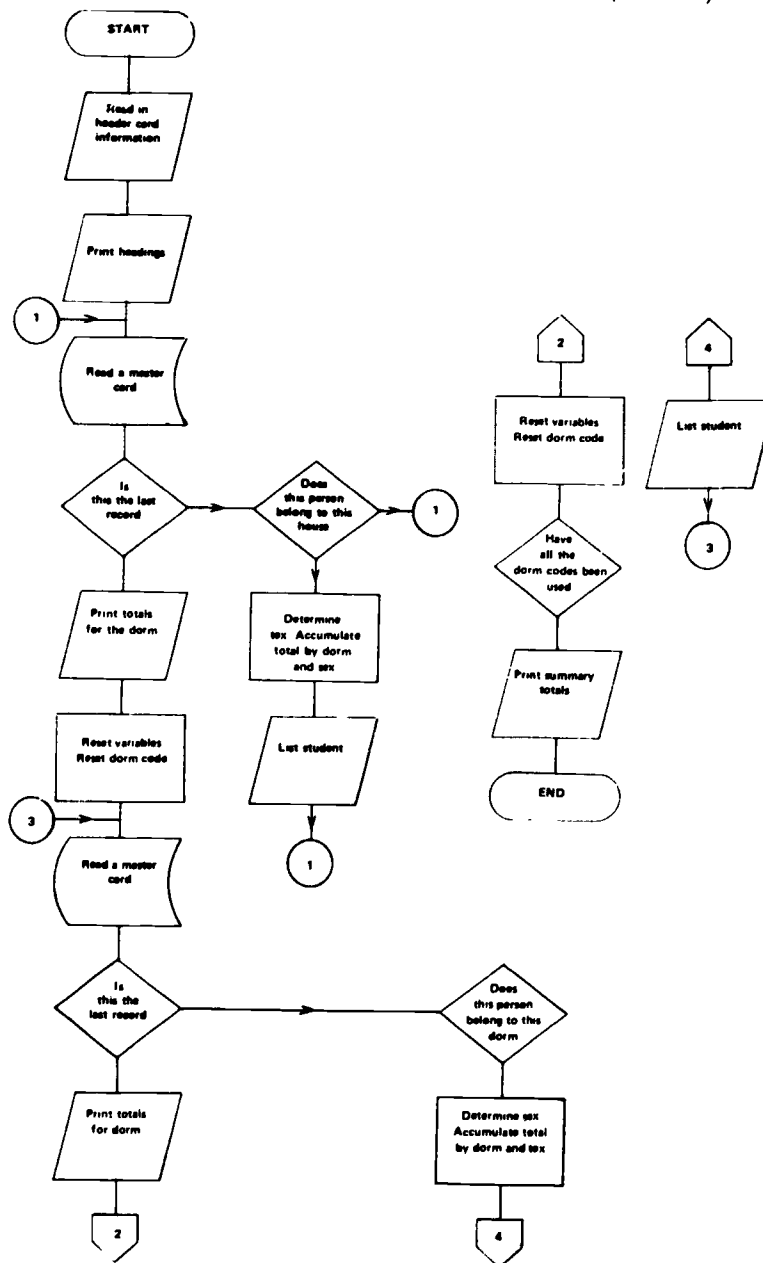 START
Read in
header card
information
Print headings
1
Read a master
card
Is
this the last
record
Does
this person
belong to this
house
1
Print totals
for the dorm
Determine
sex Accumulate
total by dorm
and sex
Reset variables
Reset dorm code
List student
3
1
Read a master
card
Is
this the
last record
Does
this person
belong to this
dorm
Print totals
for dorm
Determine sex
Accumulate total
by dorm and sex
2
4
2
Reset variables
Reset dorm code
Have
all the
dorm codes been
used
Print summary
totals
END
4
List student
3